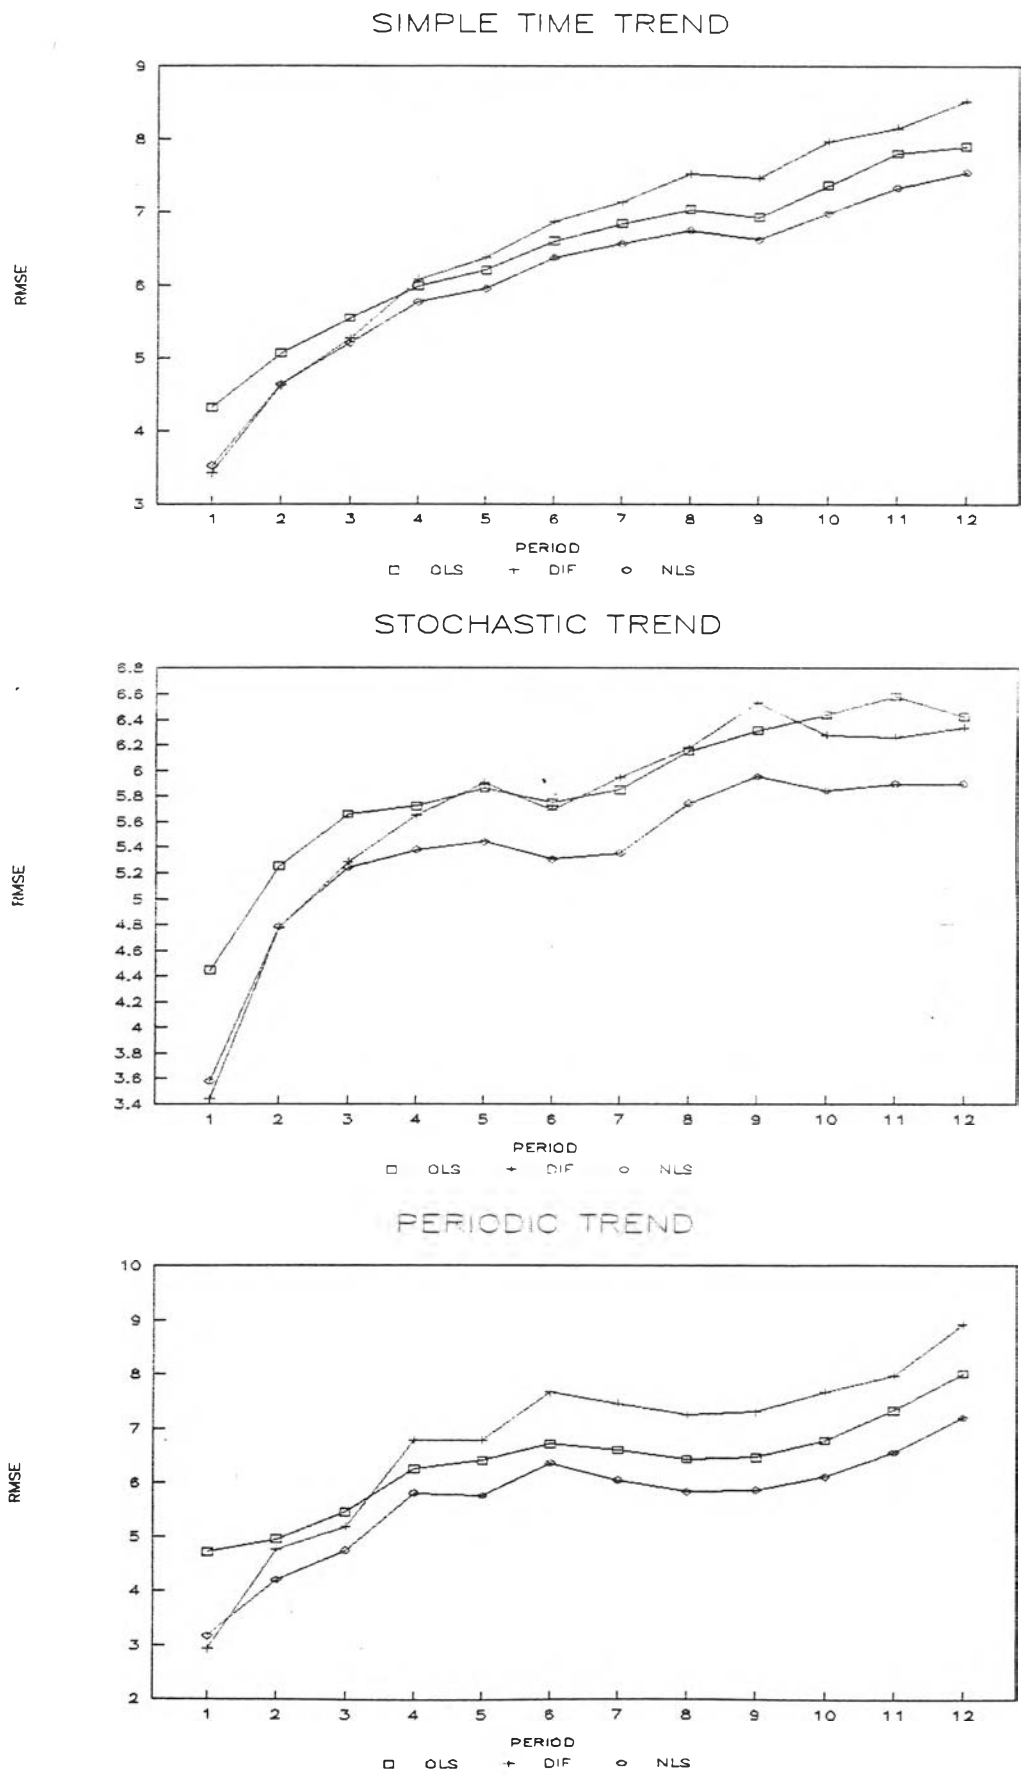 SIMPLE TIME TREND
9
8
7
6
5
4
3
RMSE
1 2 3 4 5 6 7 8 9 10 11 12
PERIOD
OLS DIF NLS
STOCHASTIC TREND
6.8
6.6
6.4
6.2
6
5.8
5.6
5.4
5.2
5
4.8
4.6
4.4
4.2
4
3.8
3.6
3.4
RMSE
1 2 3 4 5 6 7 8 9 10 11 12
PERIOD
OLS DIF NLS
PERIODIC TREND
10
9
8
7
6
5
4
3
2
RMSE
1 2 3 4 5 6 7 8 9 10 11 12
PERIOD
OLS DIF NLS